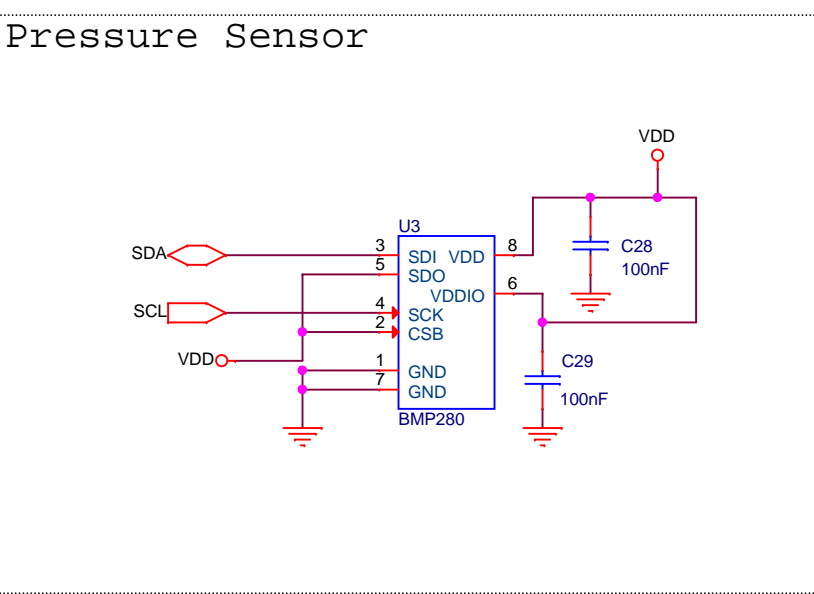 Pressure Sensor
VDD
U3
SDA
3
SDI
VDD
8
C28
100nF
5
SDO
6
VDDIO
SCL
4
SCK
2
CSB
VDD
1
GND
C29
7
GND
100nF
BMP280